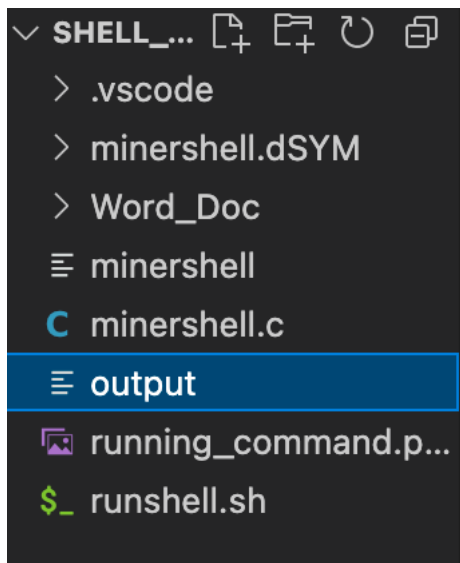 SHELL_...
.vscode
minershell.dSYM
Word_Doc
minershell
C minershell.c
output
running_command.p...
$_ runshell.sh